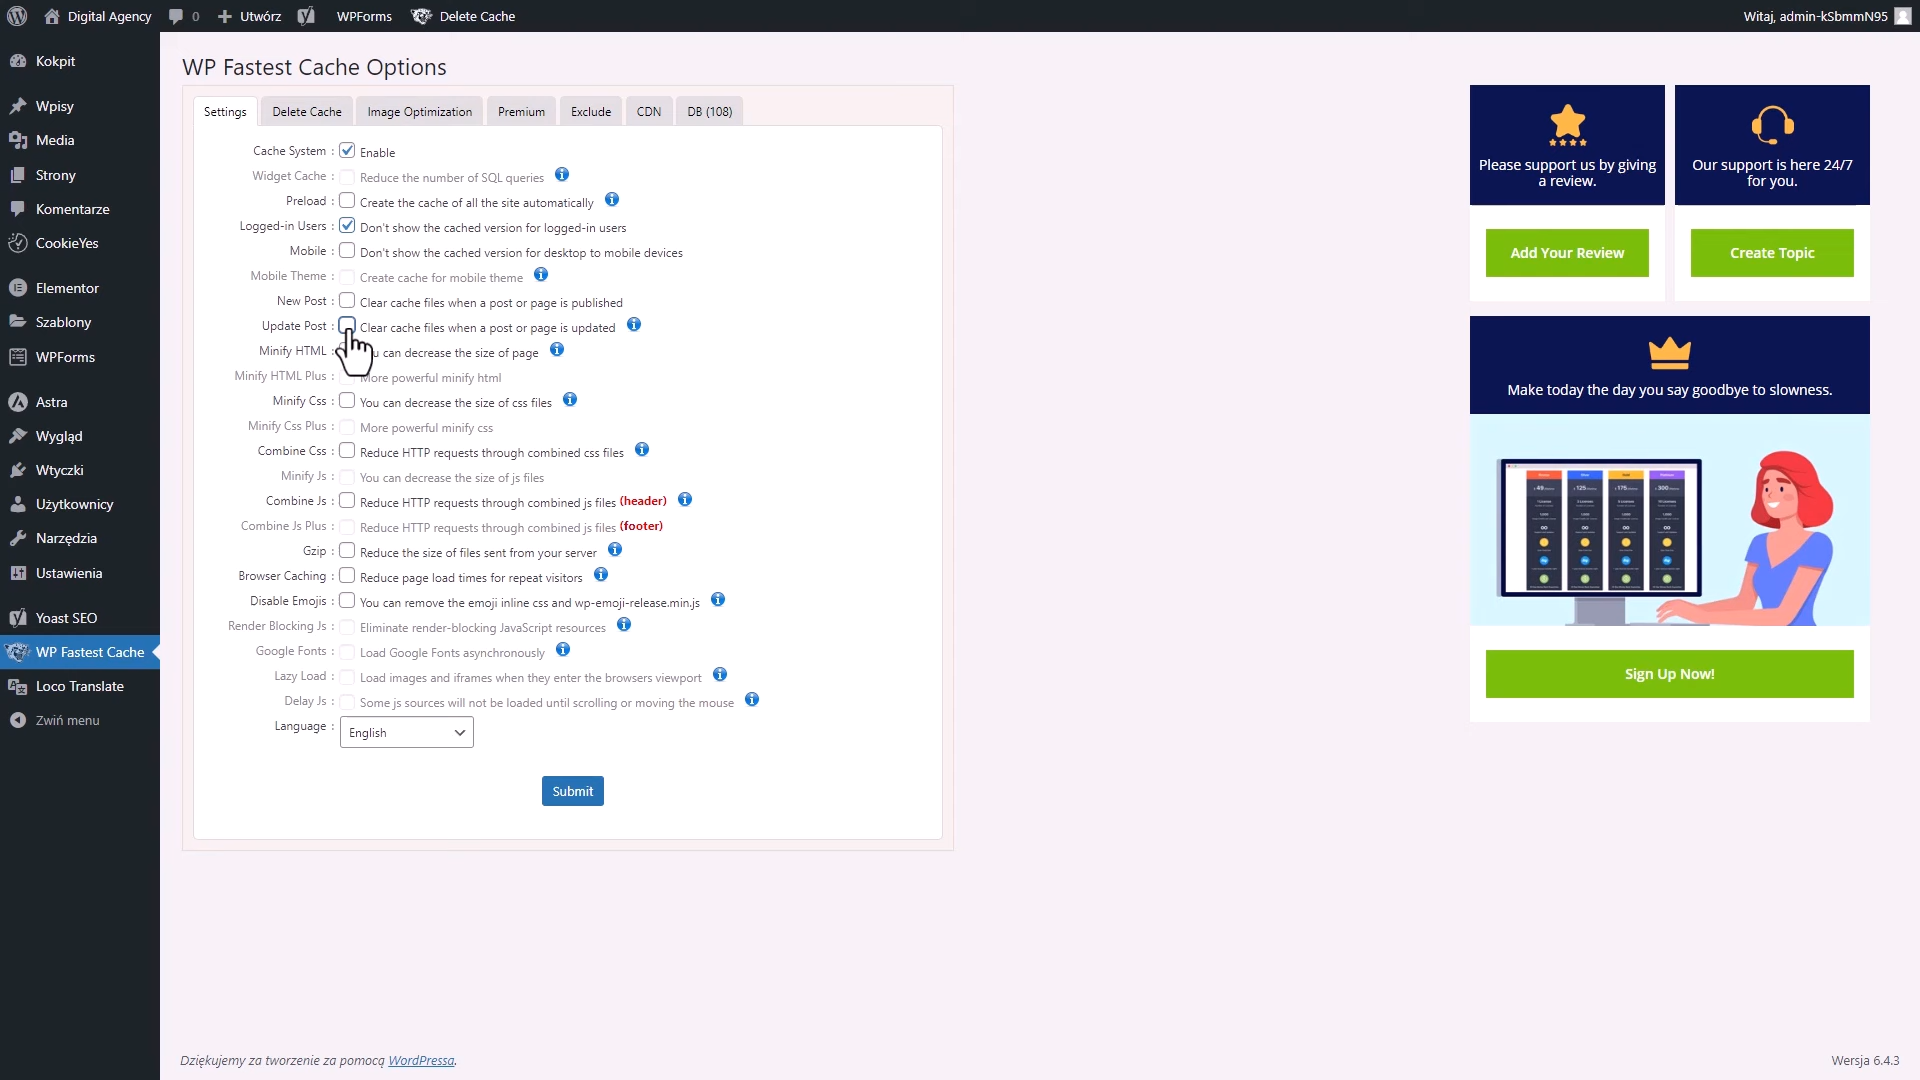 Digital Agency
0
Utwórz
WPForms
Delete Cache
Witaj, admin-kSbmmN95
Kokpit
Wpisy
Media
Strony
Komentarze
CookieYes
Elementor
Szablony
WPForms
Astra
Wygląd
Wtyczki
Użytkownicy
Narzędzia
Ustawienia
Yoast SEO
WP Fastest Cache
Loco Translate
Zwiń menu
WP Fastest Cache Options
Settings
Delete Cache
Image Optimization
Premium
Exclude
CDN
DB (108)
Cache System : Enable
Widget Cache : Reduce the number of SQL queries
Preload : Create the cache of all the site automatically
Logged-in Users : Don't show the cached version for logged-in users
Mobile : Don't show the cached version for desktop to mobile devices
Mobile Theme : Create cache for mobile theme
New Post : Clear cache files when a post or page is published
Update Post : Clear cache files when a post or page is updated
Minify HTML : can decrease the size of page
Minify HTML Plus : More powerful minify html
Minify Css : You can decrease the size of css files
Minify Css Plus : More powerful minify css
Combine Css : Reduce HTTP requests through combined css files
Minify Js : You can decrease the size of js files
Combine Js : Reduce HTTP requests through combined js files (header)
Combine Js Plus : Reduce HTTP requests through combined js files (footer)
Gzip : Reduce the size of files sent from your server
Browser Caching : Reduce page load times for repeat visitors
Disable Emojis : You can remove the emoji inline css and wp-emoji-release.min.js
Render Blocking Js : Eliminate render-blocking JavaScript resources
Google Fonts : Load Google Fonts asynchronously
Lazy Load : Load images and iframes when they enter the browsers viewport
Delay Js : Some js sources will not be loaded until scrolling or moving the mouse
Language : English
Submit
Please support us by giving
a review.
Add Your Review
Our support is here 24/7
for you.
Create Topic
Make today the day you say goodbye to slowness.
49
125
175
300
Sign Up Now!
Dziękujemy za tworzenie za pomocą WordPressa.
Wersja 6.4.3